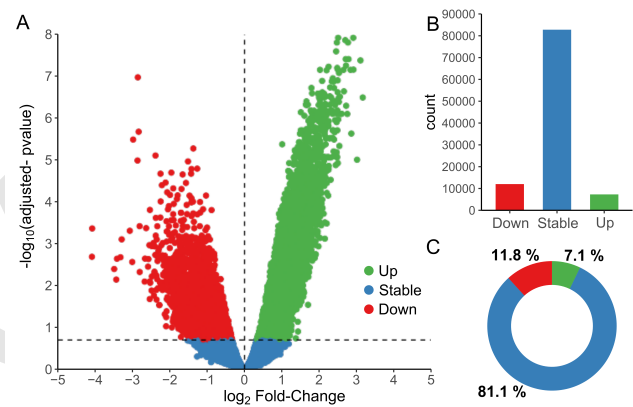 A
-log10(adjusted- pvalue)
8
7
6
5
4
3
2
1
0
−5 −4 −3 −2 −1 0 1 2 3 4 5
log2 Fold-Change
Up
Stable
Down
B
count
90000
80000
70000
60000
50000
40000
30000
20000
10000
0
Down Stable Up
C
11.8 % 7.1 %
81.1 %